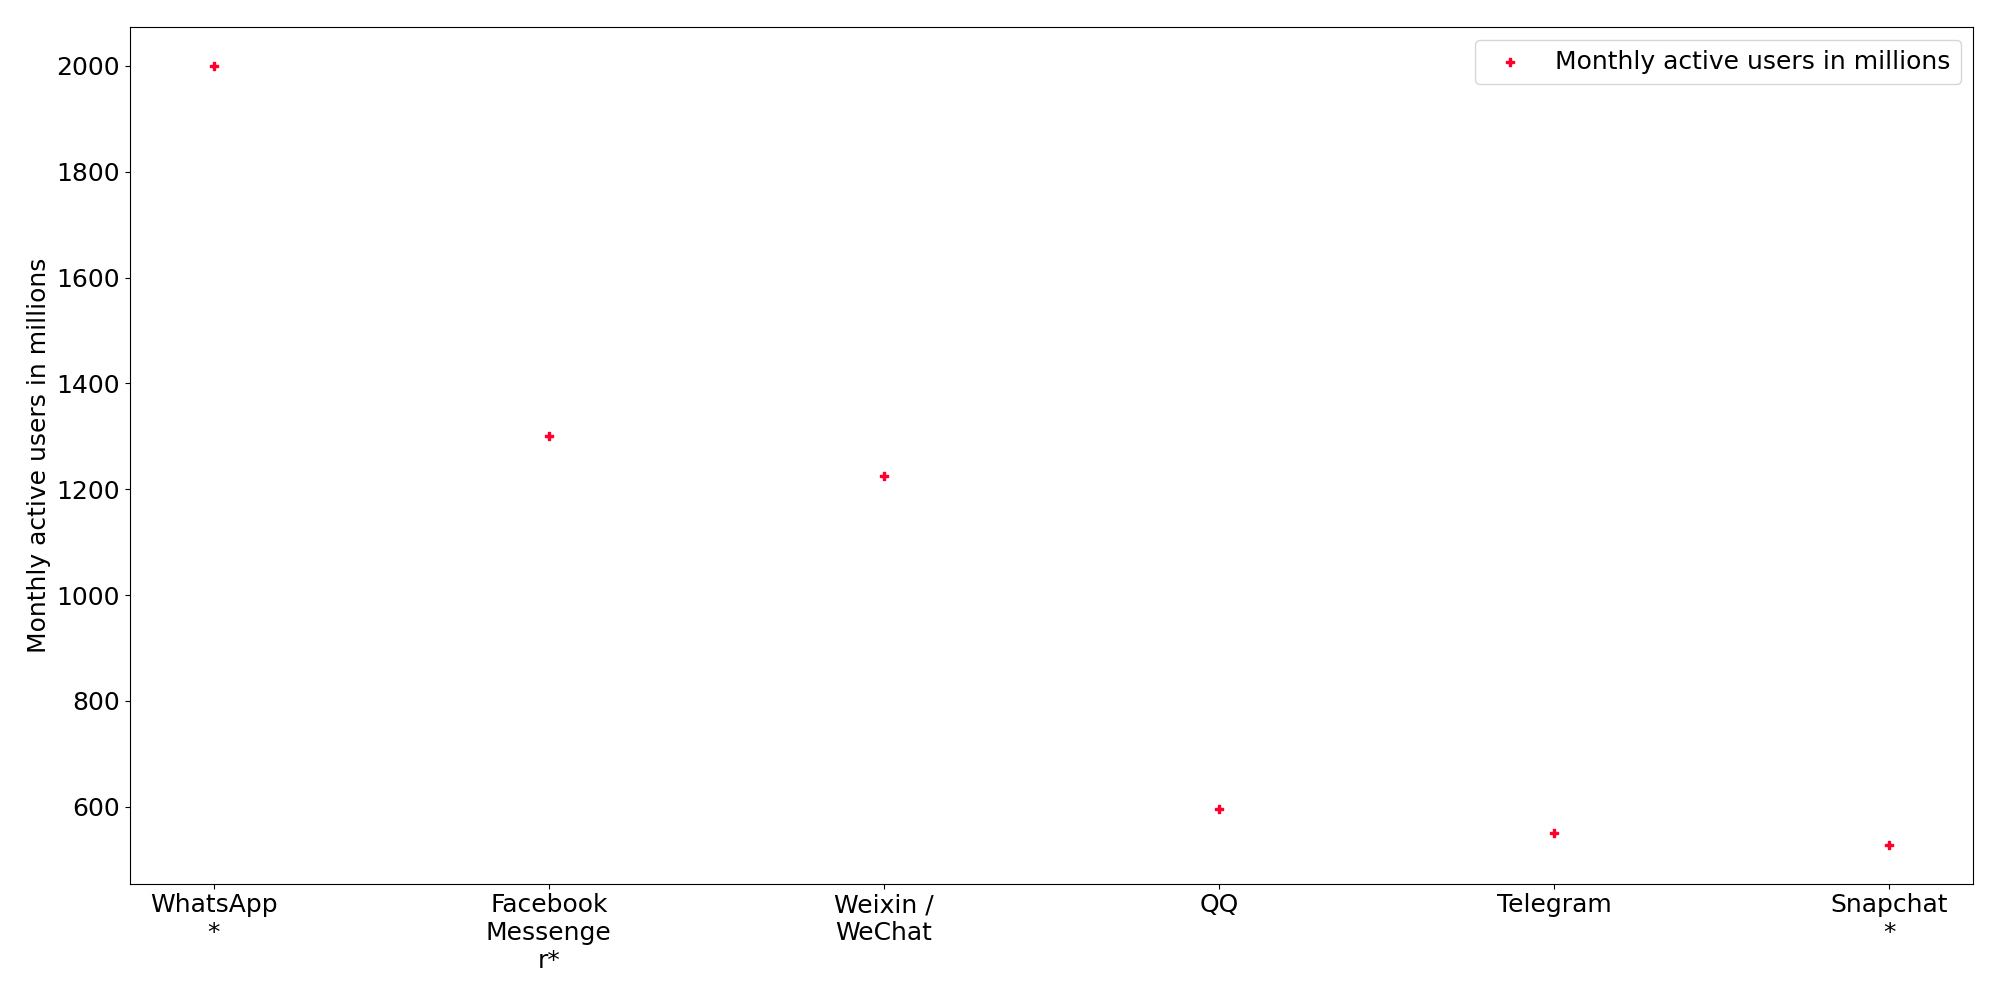 Monthly active users in millions
Monthly active users in millions
2000
1800
1600
1400
1200
1000
800
600
WhatsApp
*
Facebook
Messenge
r*
Weixin /
WeChat
QQ
Telegram
Snapchat
*